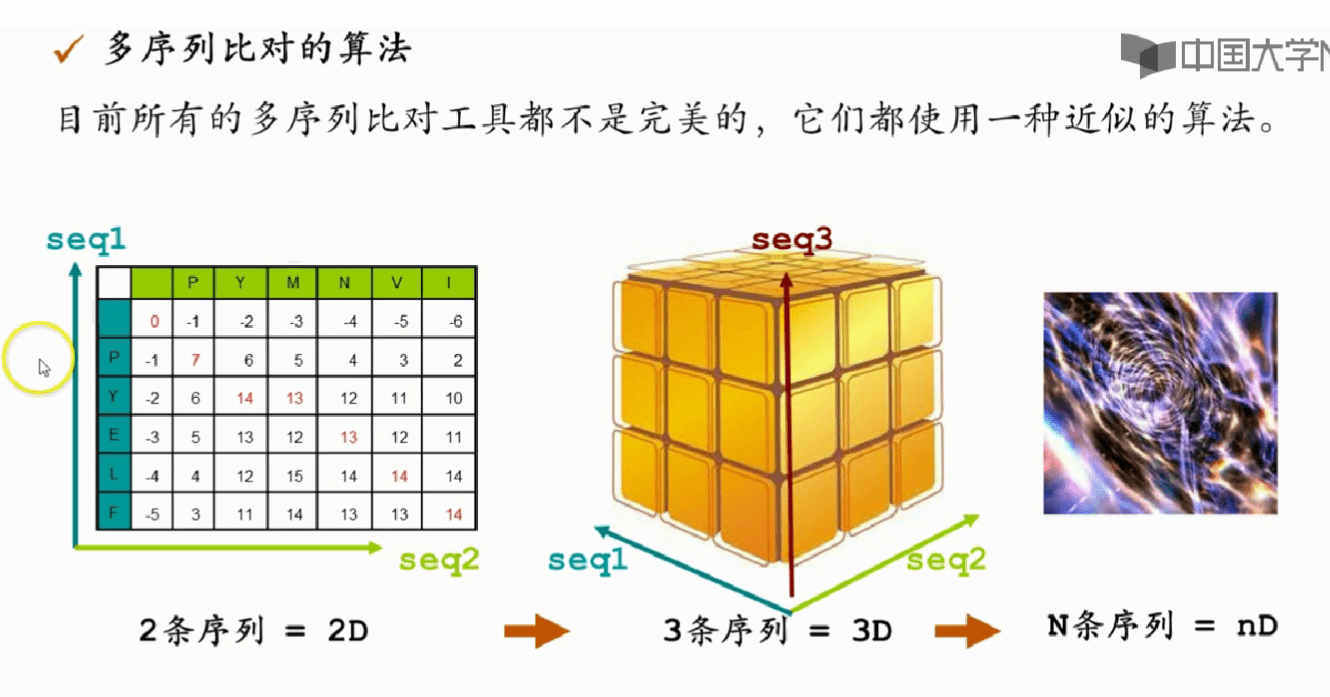 ✓ 多序列比对的算法
中国大学
目前所有的多序列比对工具都不是完美的，它们都使用一种近似的算法。
seq1
P Y M N V I
0 -1 -2 -3 -4 -5 -6
P -1 7 6 5 4 3 2
Y -2 6 14 13 12 11 10
E -3 5 13 12 13 12 11
L -4 4 12 15 14 14 14
F -5 3 11 14 13 13 14
seq2
seq3
seq1
seq2
2条序列 = 2D
3条序列 = 3D
N条序列 = nD